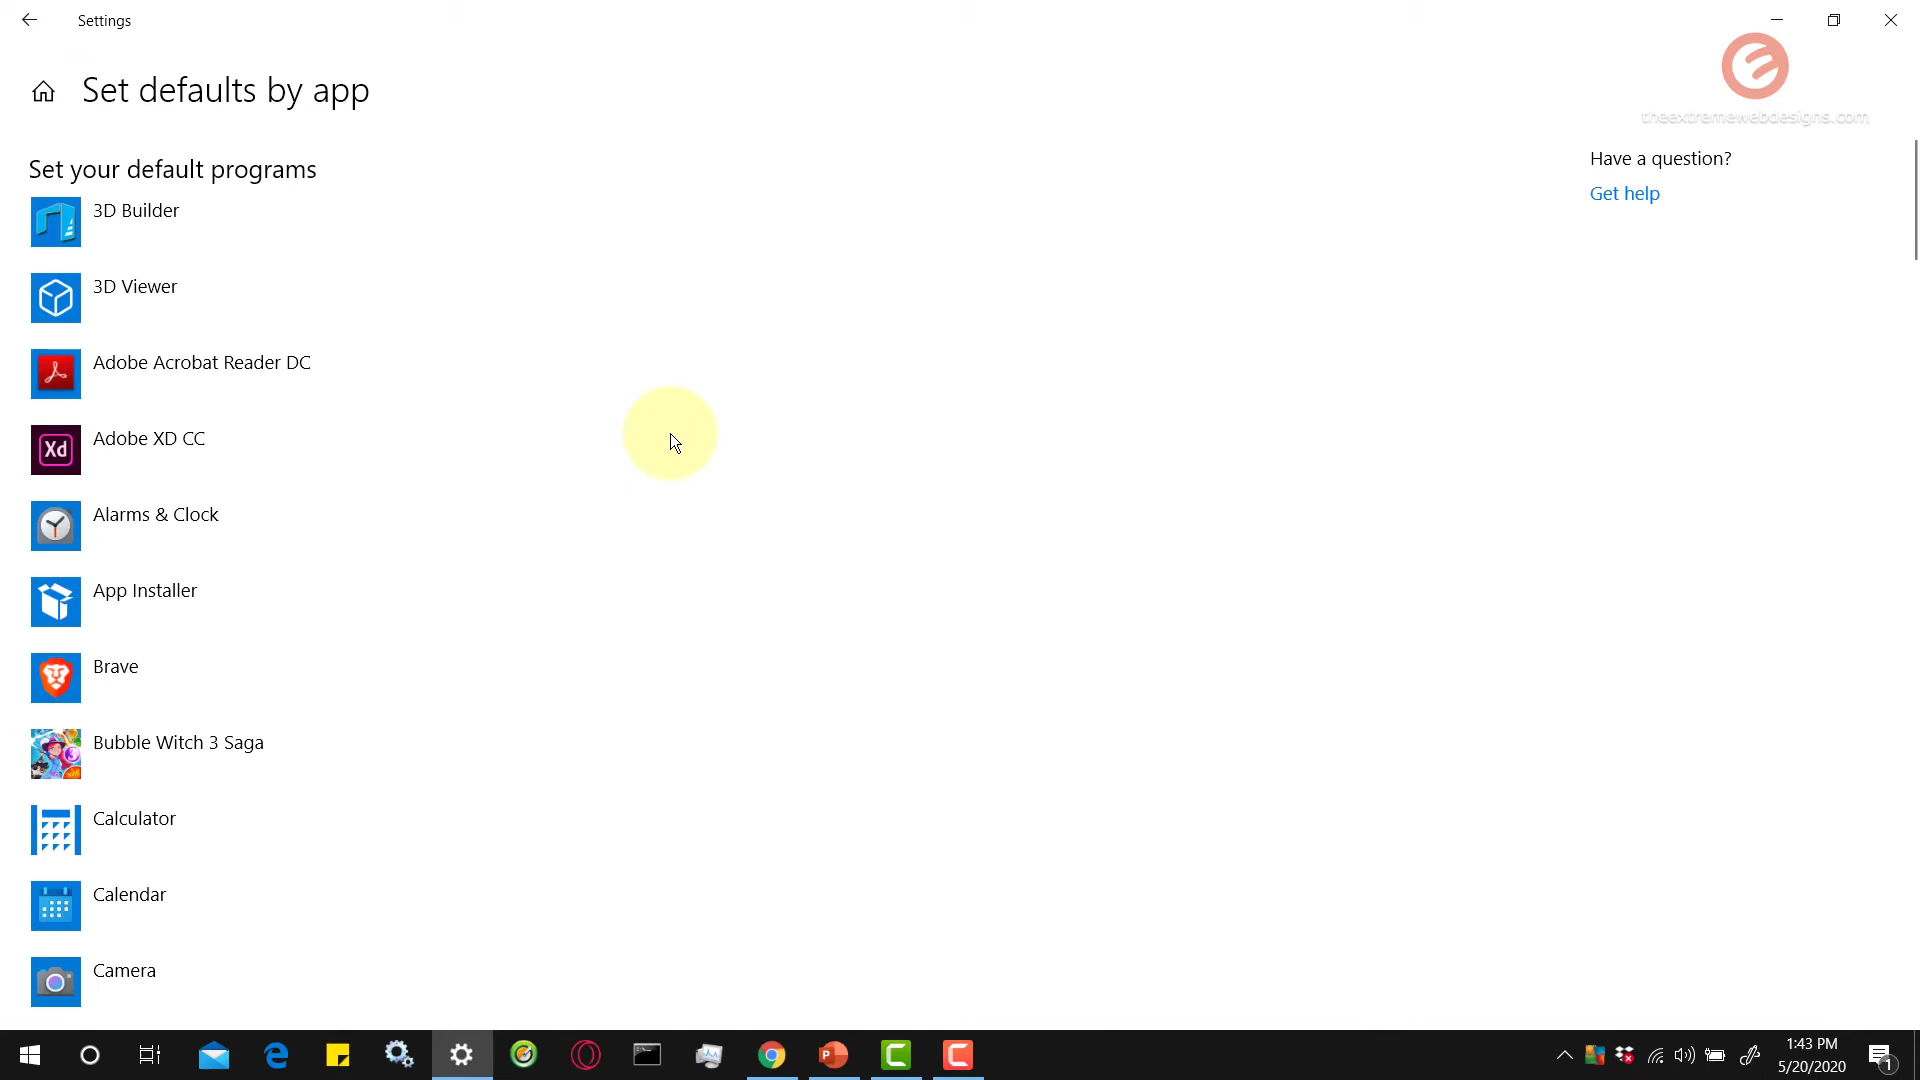 Settings
Set defaults by app
theextremewebdesigns.com
Set your default programs
Have a question?
Get help
3D Builder
3D Viewer
Adobe Acrobat Reader DC
Xd
Adobe XD CC
Alarms & Clock
App Installer
Brave
Bubble Witch 3 Saga
Calculator
Calendar
Camera
1:43 PM
5/20/2020
1